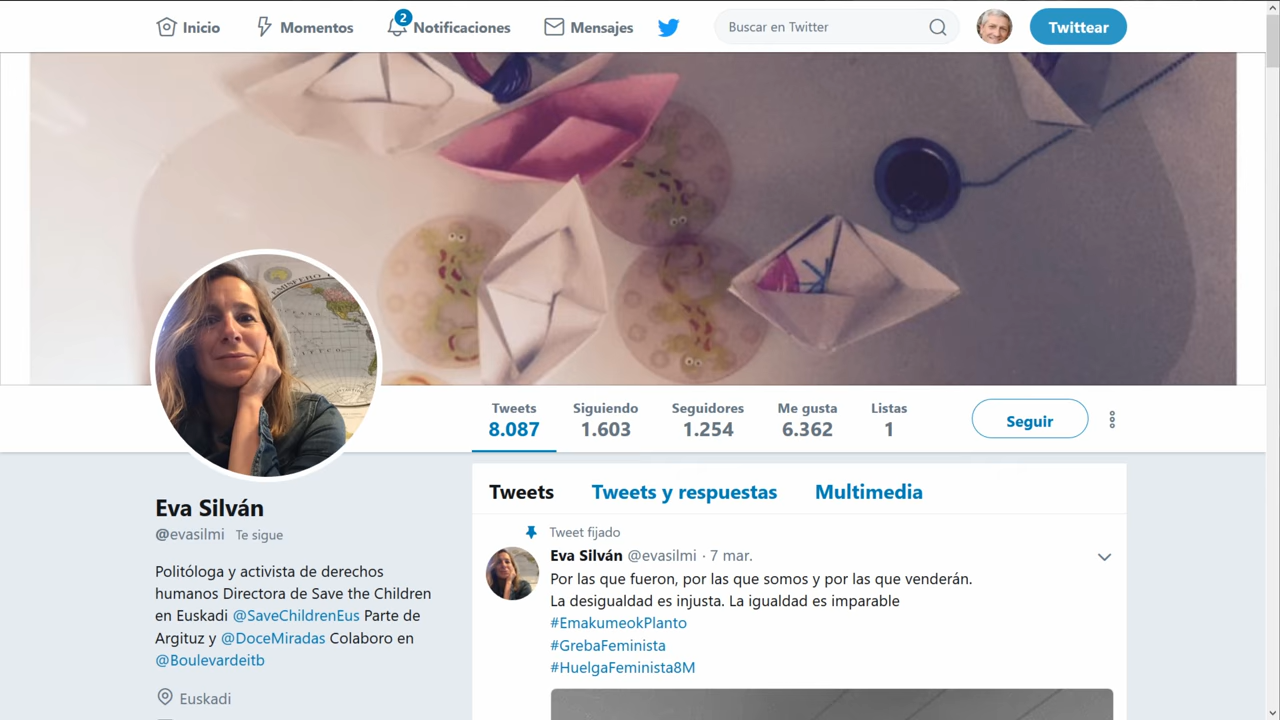 Inicio
Momentos
2
Notificaciones
Mensajes
Buscar en Twitter
Twittear
Tweets
8.087
Siguiendo
1.603
Seguidores
1.254
Me gusta
6.362
Listas
1
Seguir
Eva Silván
@evasilmi Te sigue
Politóloga y activista de derechos
humanos Directora de Save the Children
en Euskadi @SaveChildrenEus Parte de
Argituz y @DoceMiradas Colaboro en
@Boulevardeitb
Euskadi
Tweets
Tweets y respuestas
Multimedia
Tweet fijado
Eva Silván @evasilmi · 7 mar.
Por las que fueron, por las que somos y por las que venderán.
La desigualdad es injusta. La igualdad es imparable
#EmakumeokPlanto
#GrebaFeminista
#HuelgaFeminista8M